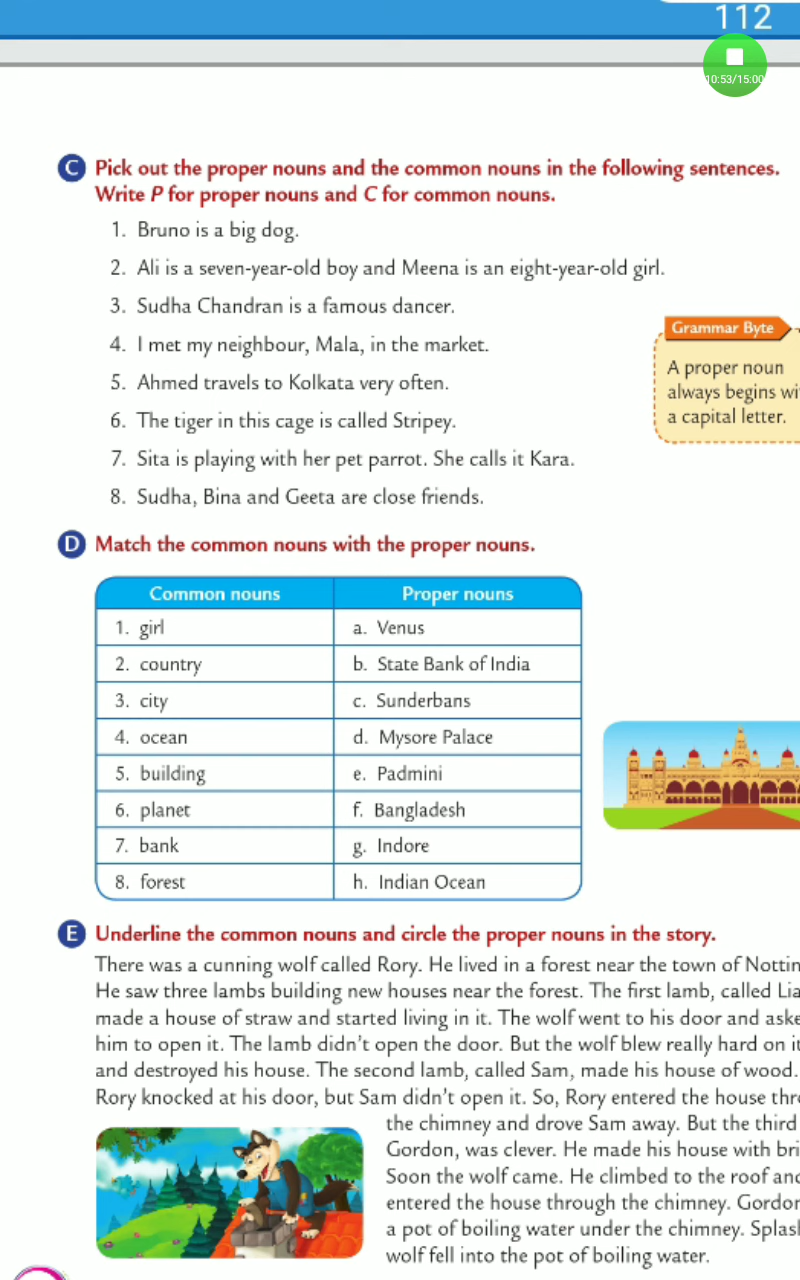 112
10:53/15:00
C Pick out the proper nouns and the common nouns in the following sentences.
Write P for proper nouns and C for common nouns.
1. Bruno is a big dog.
2. Ali is a seven-year-old boy and Meena is an eight-year-old girl.
3. Sudha Chandran is a famous dancer.
4. I met my neighbour, Mala, in the market.
5. Ahmed travels to Kolkata very often.
6. The tiger in this cage is called Stripey.
7. Sita is playing with her pet parrot. She calls it Kara.
8. Sudha, Bina and Geeta are close friends.
Grammar Byte
A proper noun
always begins
a capital letter.
D Match the common nouns with the proper nouns.
Common nouns Proper nouns
1. girl a. Venus
2. country b. State Bank of India
3. city c. Sunderbans
4. ocean d. Mysore Palace
5. building e. Padmini
6. planet f. Bangladesh
7. bank g. Indore
8. forest h. Indian Ocean
E Underline the common nouns and circle the proper nouns in the story.
There was a cunning wolf called Rory. He lived in a forest near the town of
He saw three lambs building new houses near the forest. The first lamb, called
made a house of straw and started living in it. The wolf went to his door and
him to open it. The lamb didn't open the door. But the wolf blew really hard on it
and destroyed his house. The second lamb, called Sam, made his house of wood.
Rory knocked at his door, but Sam didn't open it. So, Rory entered the house
the chimney and drove Sam away. But the third
Gordon, was clever. He made his house with
Soon the wolf came. He climbed to the roof and
entered the house through the chimney. Gordon
a pot of boiling water under the chimney.
wolf fell into the pot of boiling water.